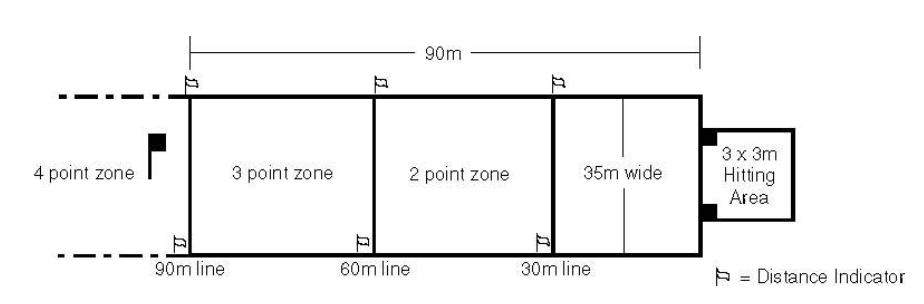 90m
4 point zone
3 point zone
2 point zone
35m wide
3 x 3m
Hitting
Area
90m line
60m line
30m line
= Distance Indicator